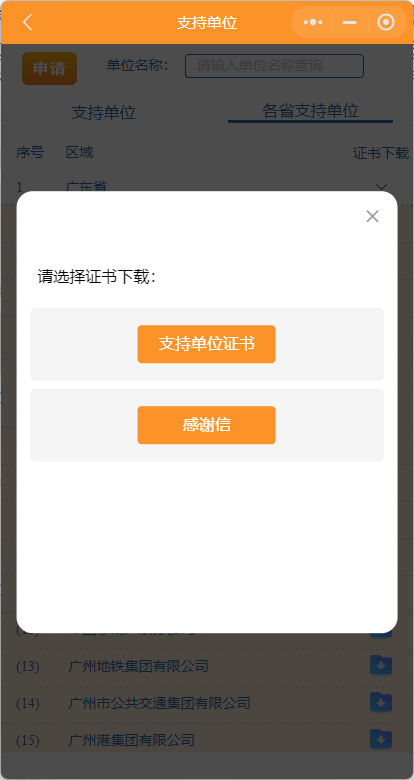 支持单位
申请 单位名称： 请输入单位名称查询
支持单位 各省支持单位
序号 区域 证书下载
1 广东省
请选择证书下载：
支持单位证书
感谢信
(13) 广州地铁集团有限公司
(14) 广州市公共交通集团有限公司
(15) 广州港集团有限公司